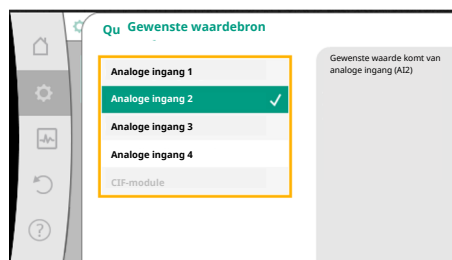 Qu Gewenste waardebron
Analoge ingang 1
Analoge ingang 2
Analoge ingang 3
Analoge ingang 4
CIF-module
Gewenste waarde komt van
analoge ingang (AI2)
?